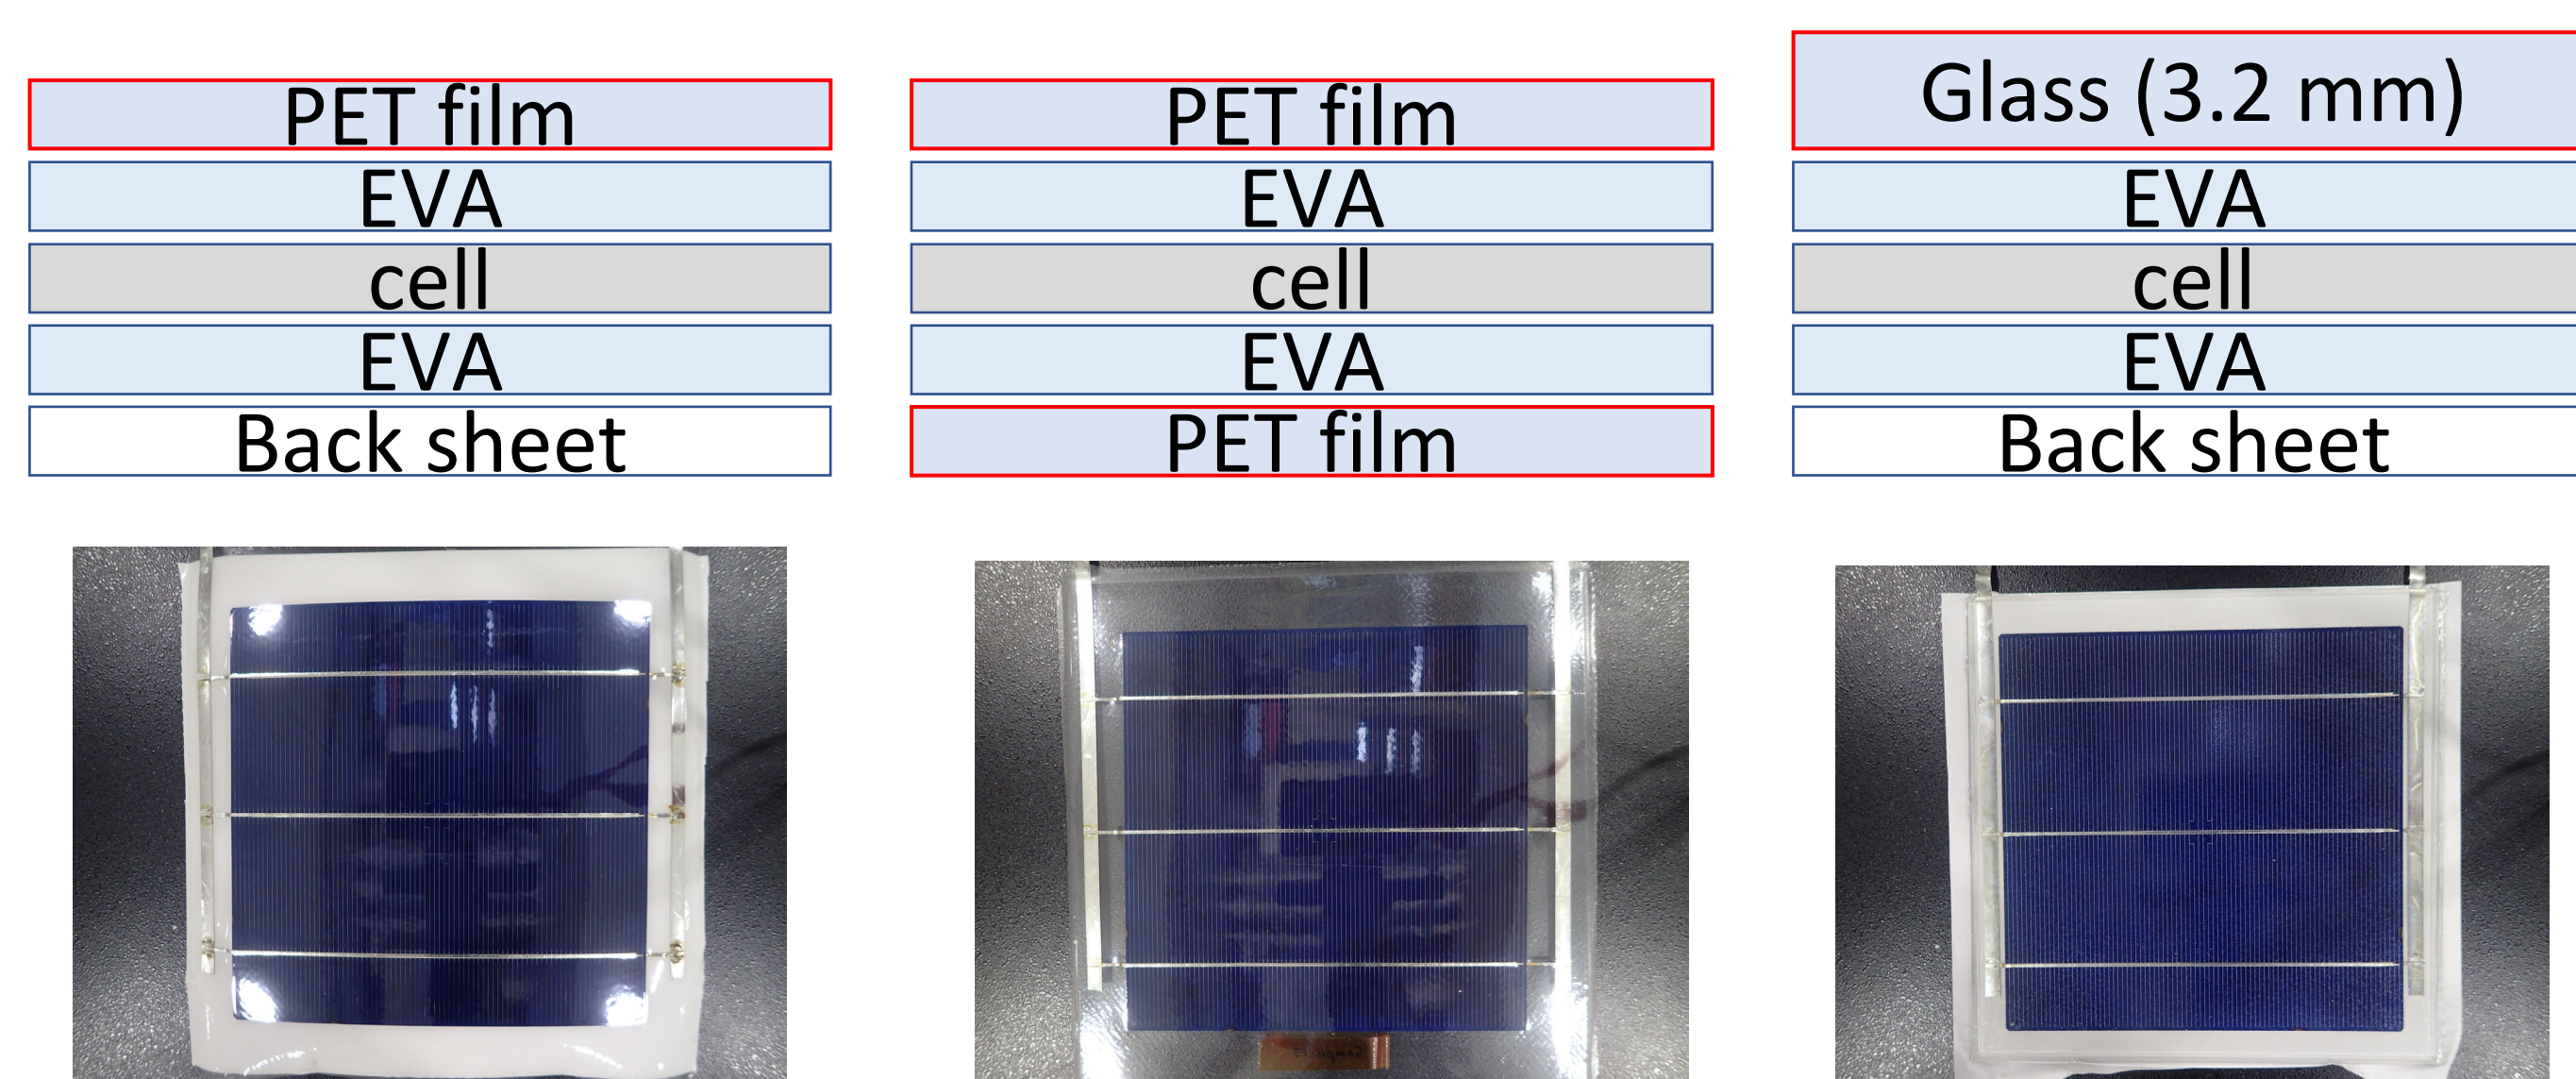 PET film
EVA
cell
EVA
Back sheet
PET film
EVA
cell
EVA
PET film
Glass (3.2 mm)
EVA
cell
EVA
Back sheet